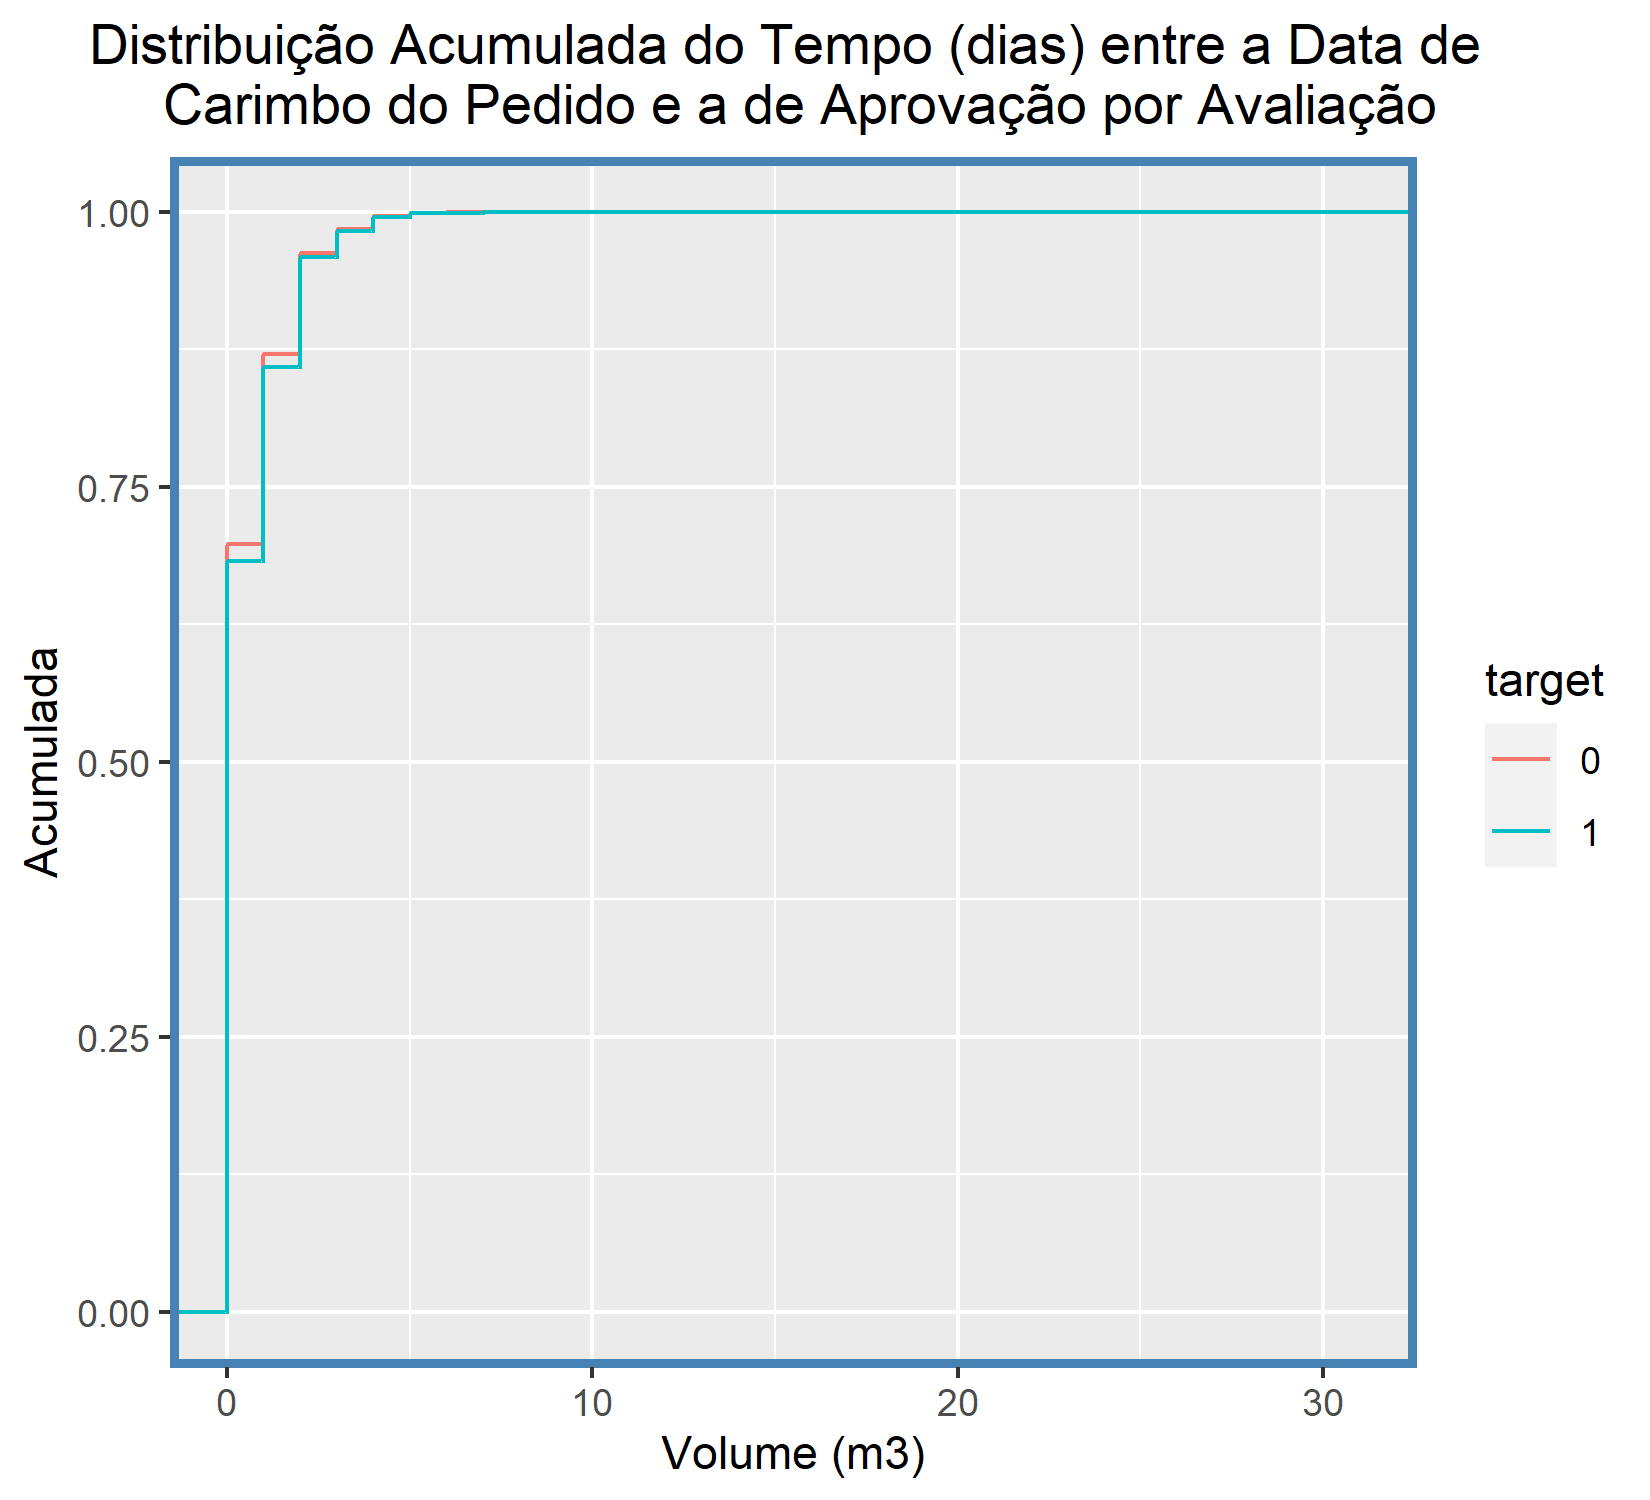 Distribuição Acumulada do Tempo (dias) entre a Data de
Carimbo do Pedido e a de Aprovação por Avaliação
Acumulada
1.00
0.75
0.50
0.25
0.00
0
10
20
30
Volume (m3)
target
0
1